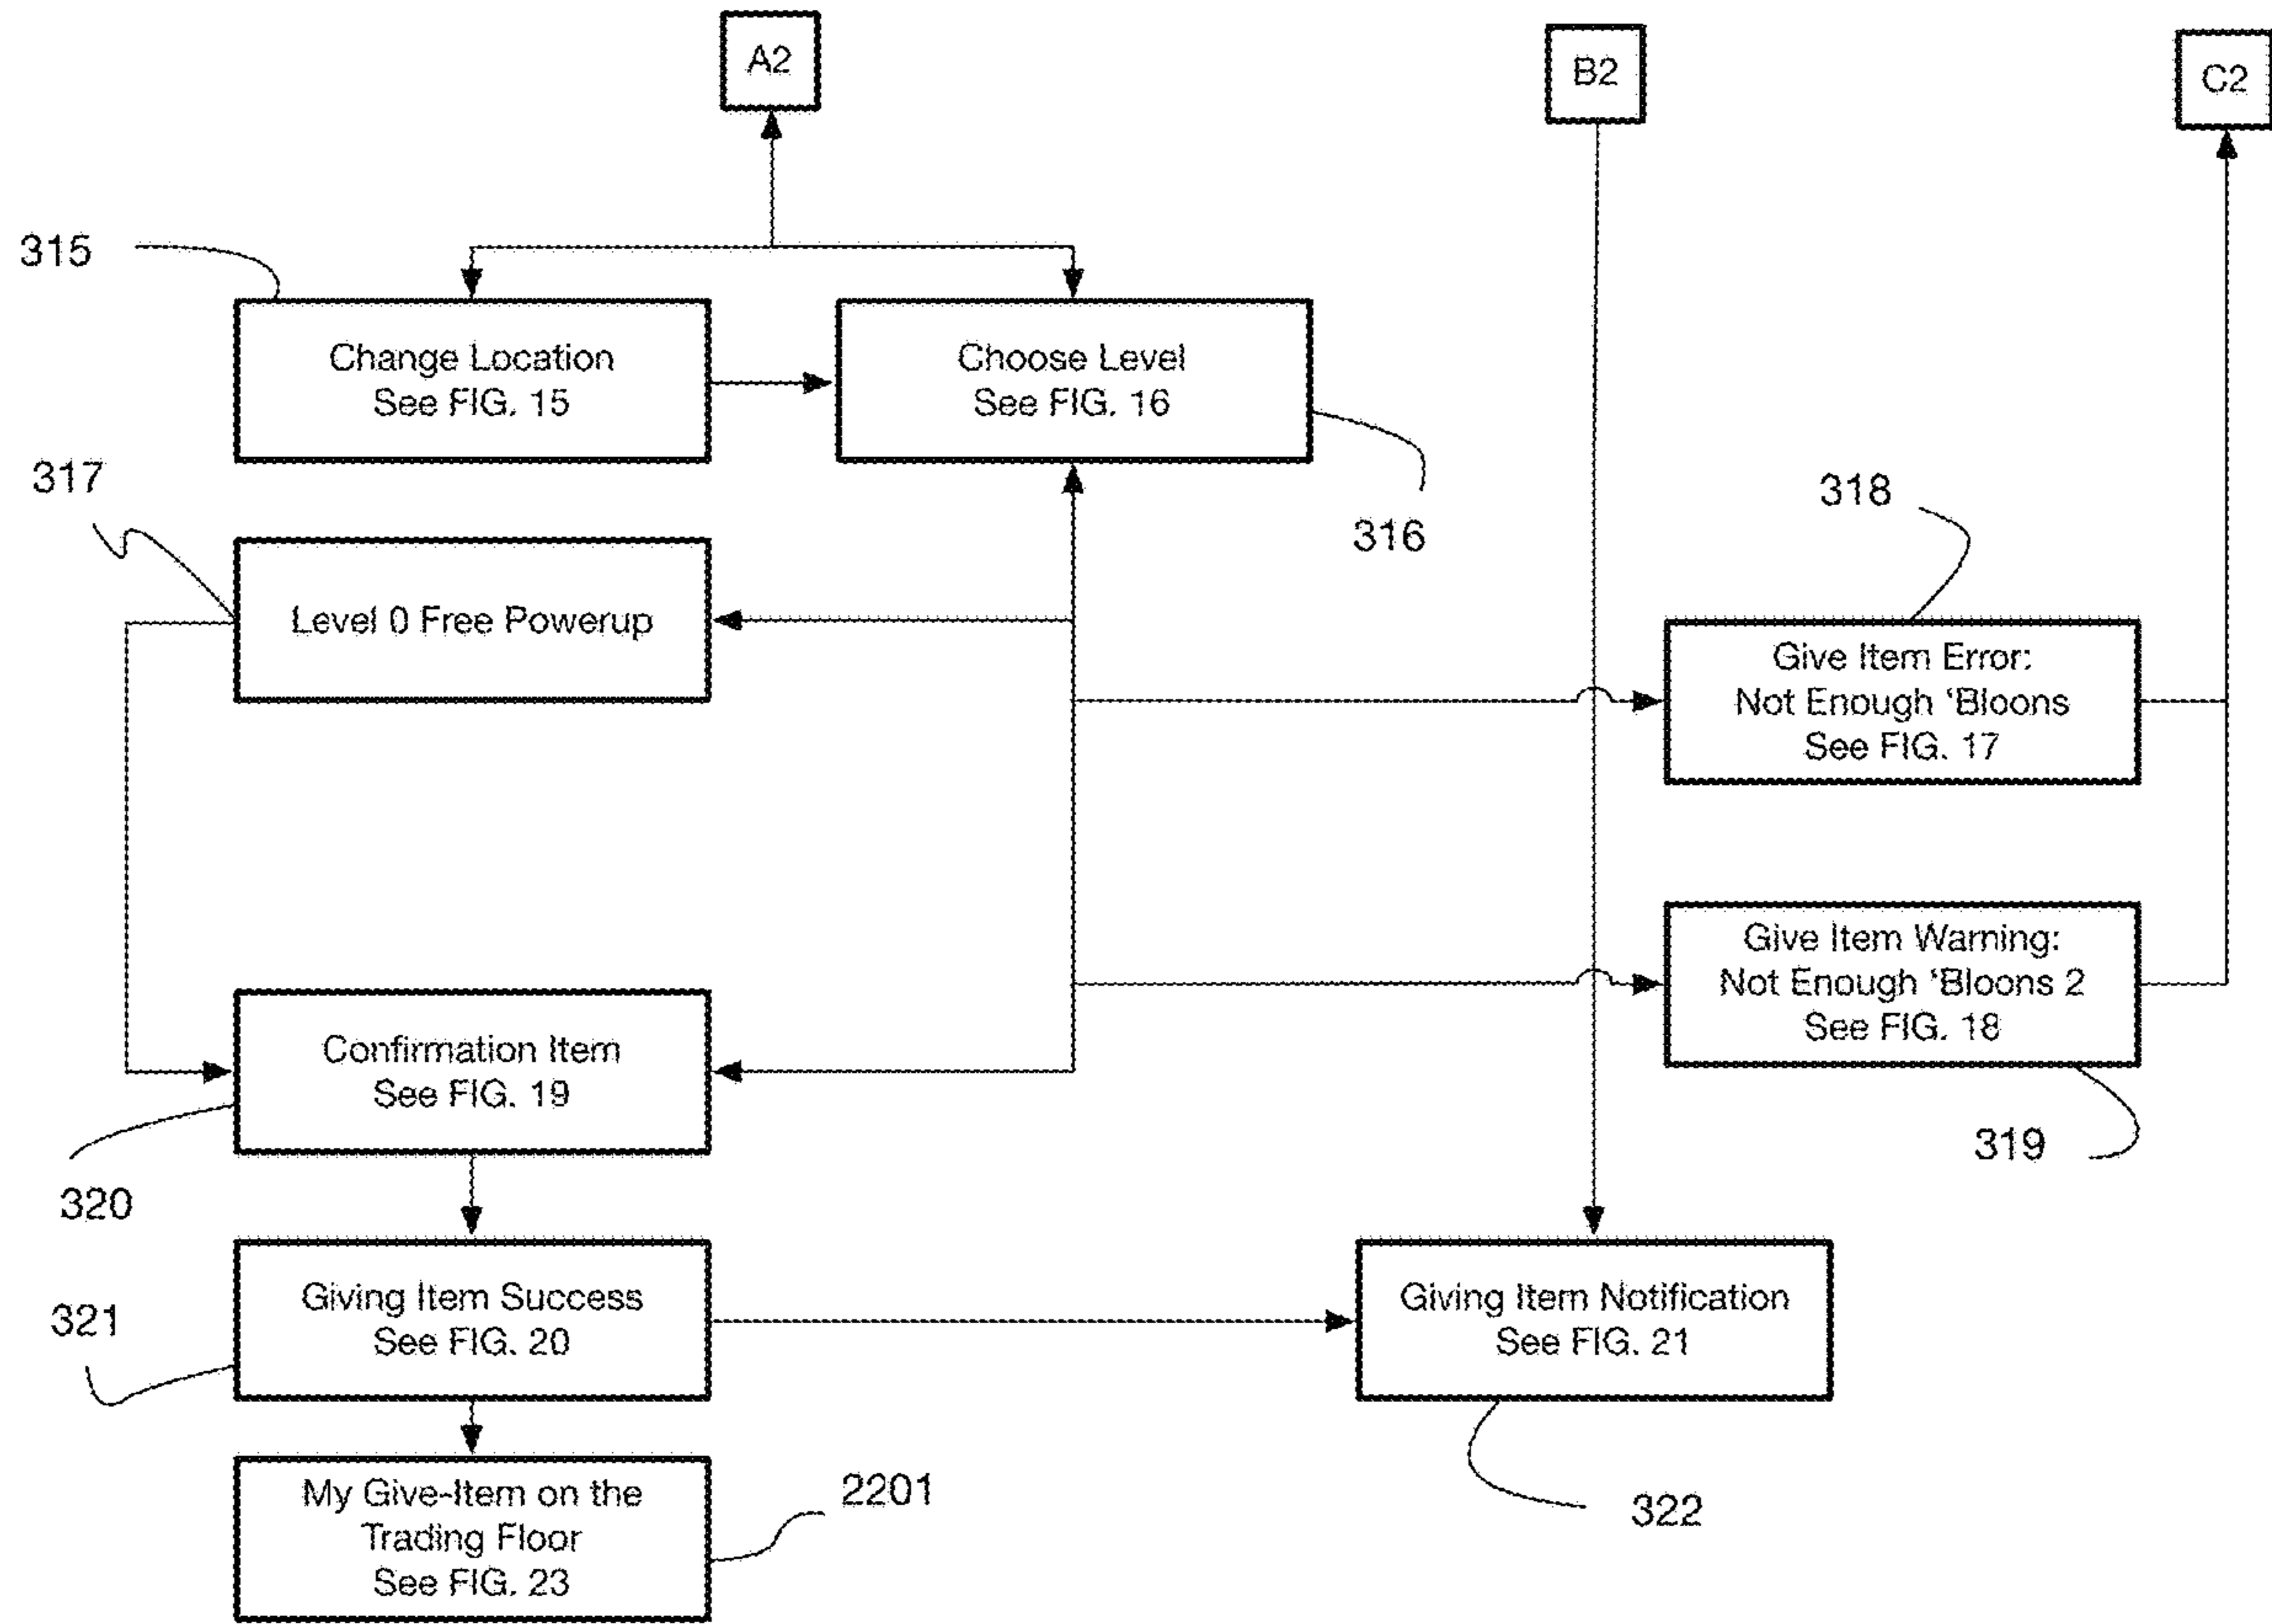 A2
B2
C2
315
Change Location
See FIG. 15
Choose Level
See FIG. 16
316
317
Level 0 Free Powerup
318
Give Item Error:
Not Enough ‘Bloons
See FIG. 17
Give Item Warning:
Not Enough ‘Bloons 2
See FIG. 18
319
Confirmation Item
See FIG. 19
320
Giving Item Success
See FIG. 20
321
Giving Item Notification
See FIG. 21
322
My Give-Item on the
Trading Floor
See FIG. 23
2201